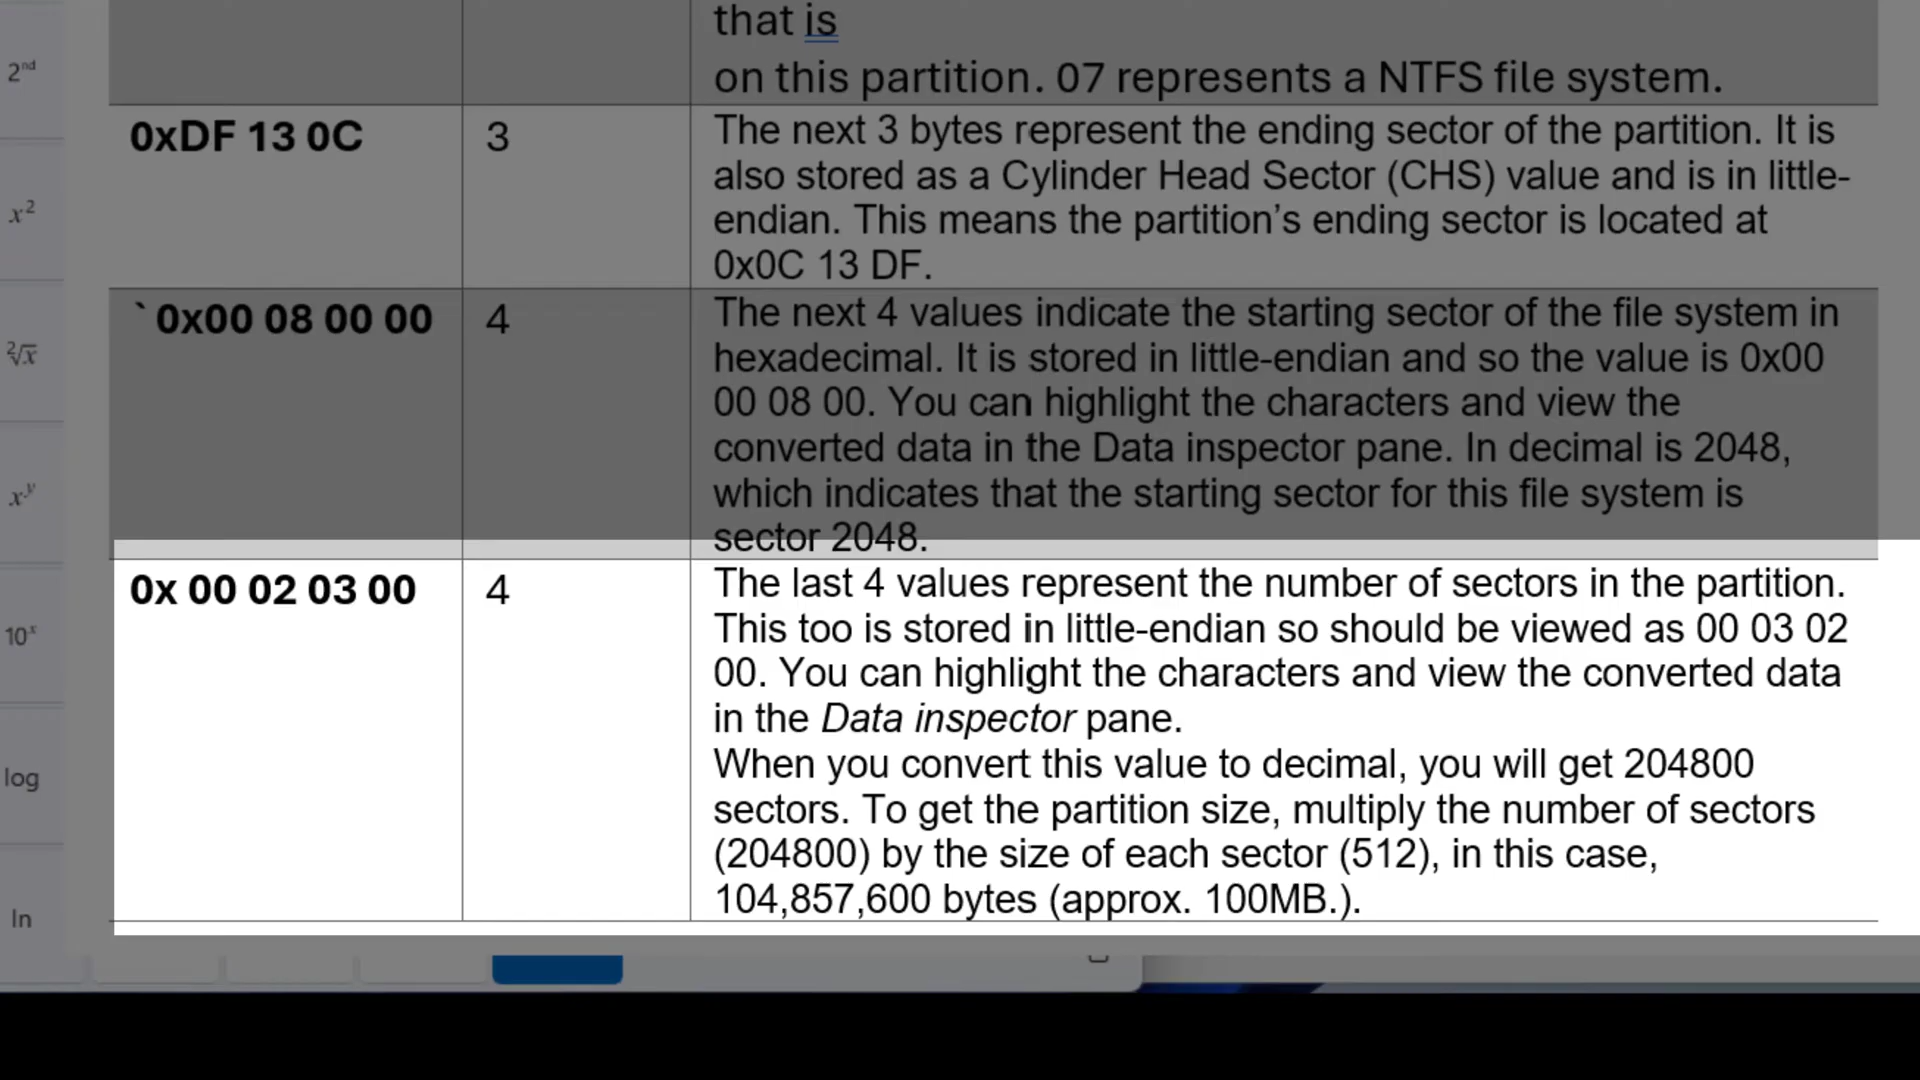 that is
on this partition. 07 represents a NTFS file system.
0xDF 13 0C
3
The next 3 bytes represent the ending sector of the partition. It is
also stored as a Cylinder Head Sector (CHS) value and is in little-
endian. This means the partition’s ending sector is located at
0x0C 13 DF.
` 0x00 08 00 00
4
The next 4 values indicate the starting sector of the file system in
hexadecimal. It is stored in little-endian and so the value is 0x00
00 08 00. You can highlight the characters and view the
converted data in the Data inspector pane. In decimal is 2048,
which indicates that the starting sector for this file system is
sector 2048.
0x 00 02 03 00
4
The last 4 values represent the number of sectors in the partition.
This too is stored in little-endian so should be viewed as 00 03 02
00. You can highlight the characters and view the converted data
in the Data inspector pane.
When you convert this value to decimal, you will get 204800
sectors. To get the partition size, multiply the number of sectors
(204800) by the size of each sector (512), in this case,
104,857,600 bytes (approx. 100MB.).
2nd
x2
2√x
xy
10x
log
ln